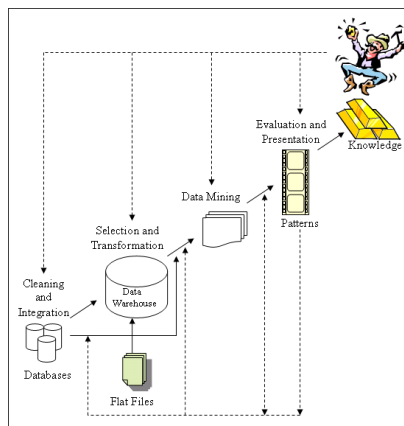 Evaluation and
Presentation
Knowledge
Data Mining
Patterns
Selection and
Transformation
Data
Warehouse
Cleaning
and
Integration
Databases
Flat Files